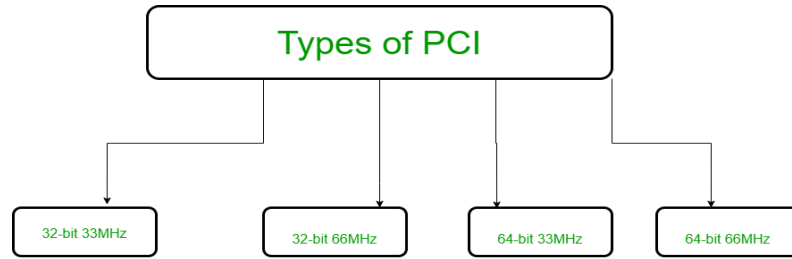 Types of PCI
32-bit 33MHz
32-bit 66MHz
64-bit 33MHz
64-bit 66MHz